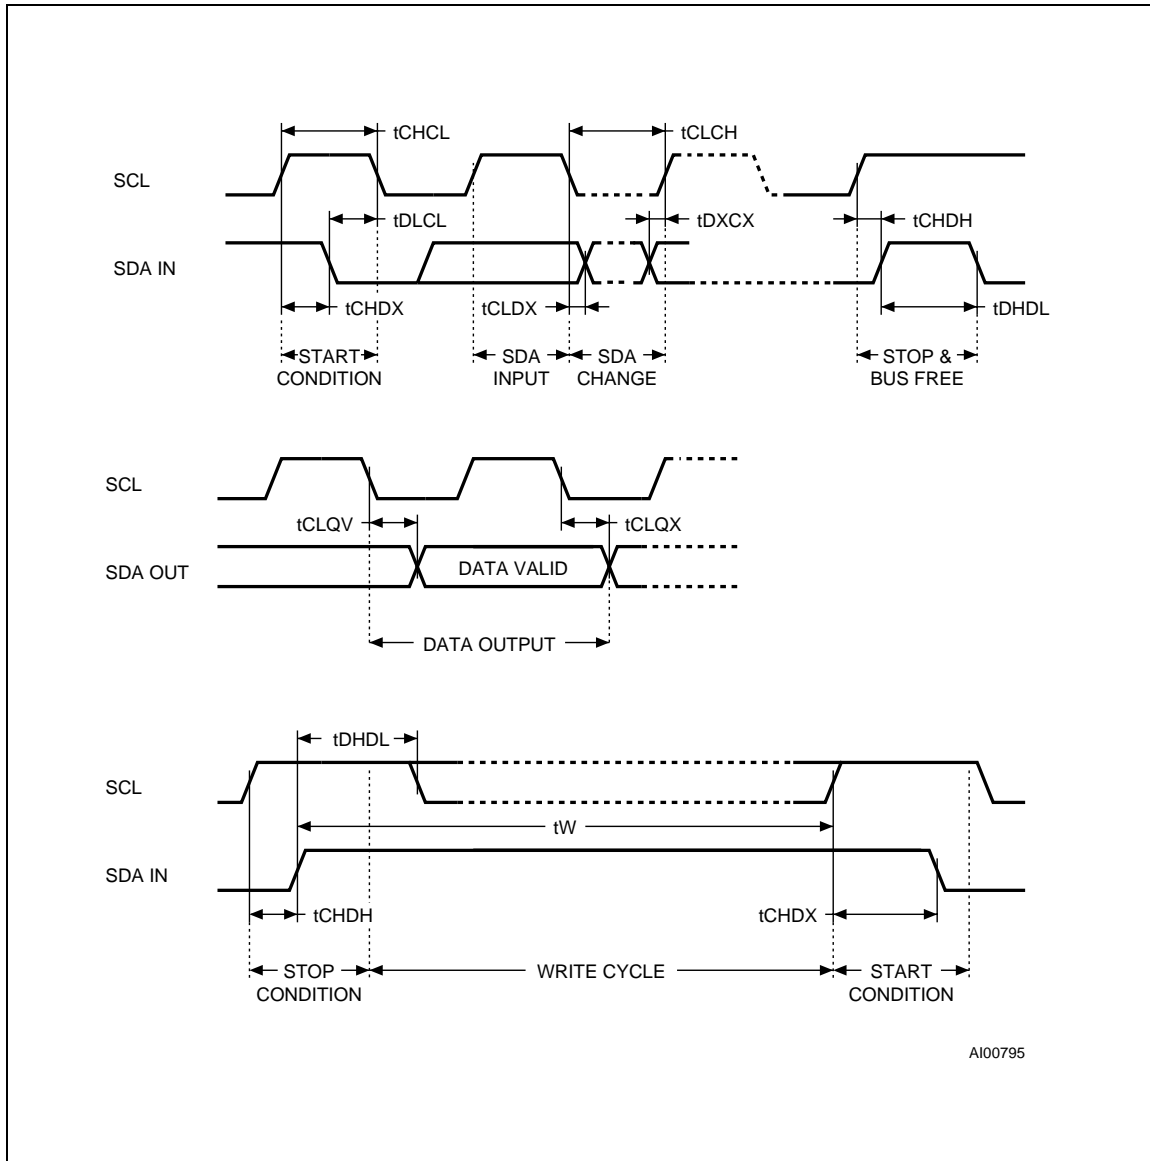 tCHCL
tCLCH
SCL
tDLCL
tDXCX
tCHDH
SDA IN
tCHDX
tCLDX
tDHDL
START
CONDITION
SDA
INPUT
SDA
CHANGE
STOP &
BUS FREE
SCL
tCLQV
tCLQX
SDA OUT
DATA VALID
DATA OUTPUT
tDHDL
SCL
tW
SDA IN
tCHDH
tCHDX
STOP
CONDITION
WRITE CYCLE
START
CONDITION
AI00795